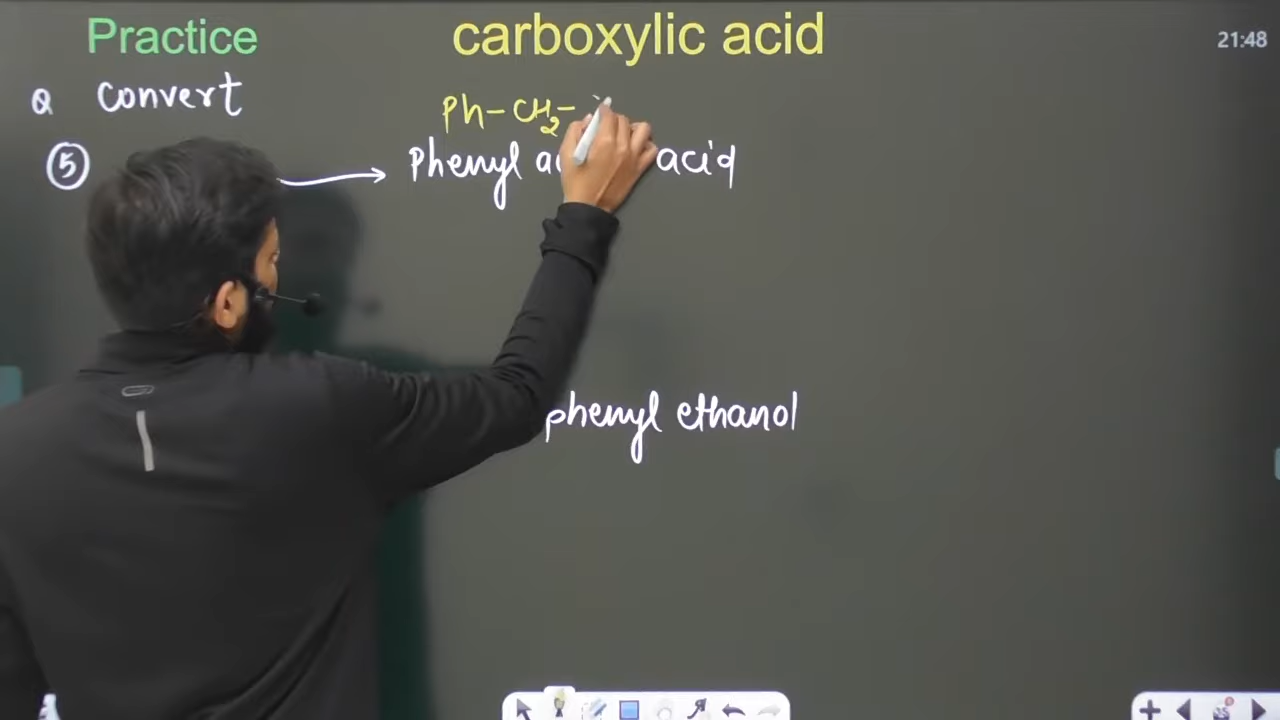 Practice carboxylic acid 21:48
Q convert
Ph-CH2-
5 → Phenyl acid
phenyl ethanol